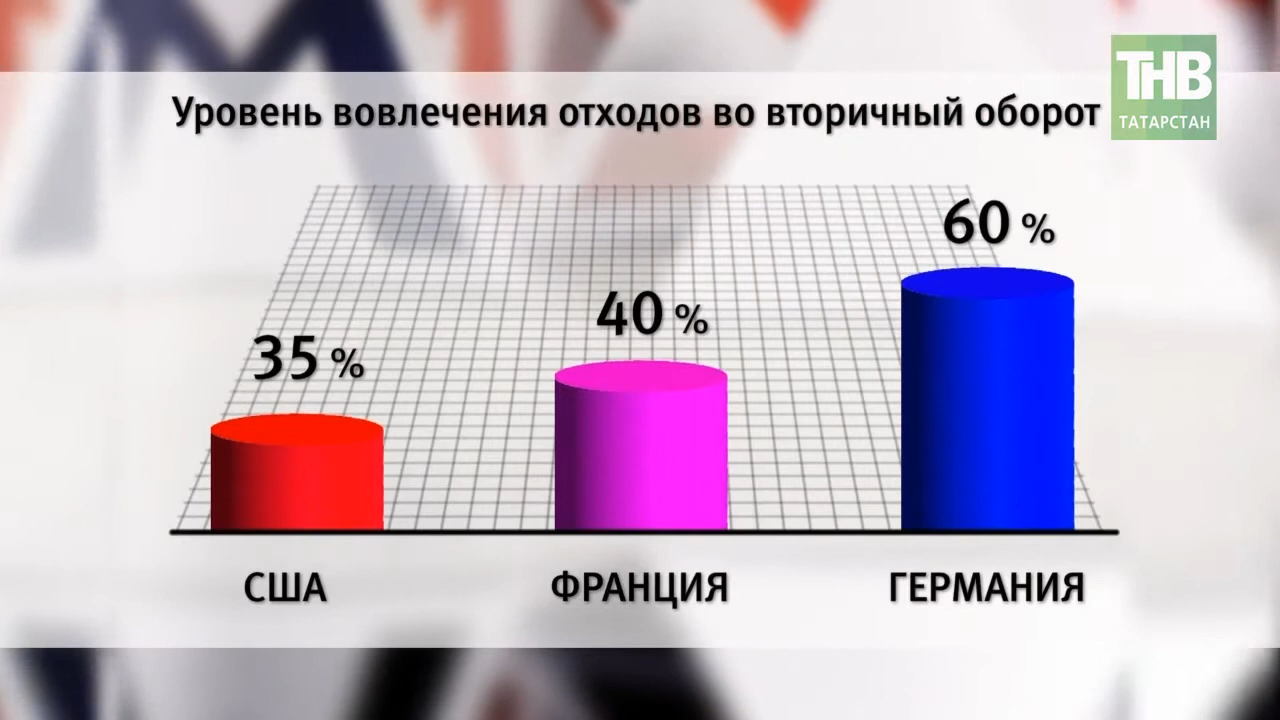 Уровень вовлечения отходов во вторичный оборот
ТНВ
ТАТАРСТАН
35 %
40 %
60 %
США
ФРАНЦИЯ
ГЕРМАНИЯ